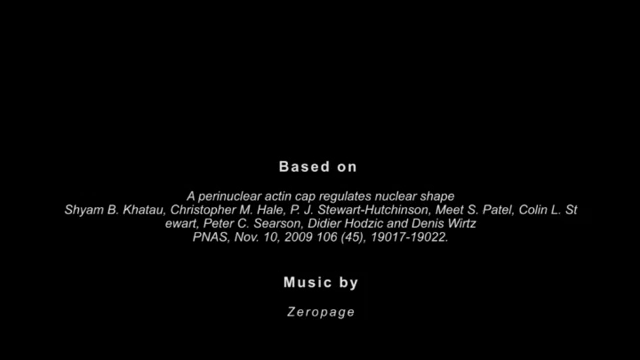 Based on
A perinuclear actin cap regulates nuclear shape
Shyam B. Khatau, Christopher M. Hale, P. J. Stewart-Hutchinson, Meet S. Patel, Colin L. St
ewart, Peter C. Searson, Didier Hodzic and Denis Wirtz
PNAS, Nov. 10, 2009 106 (45), 19017-19022.
Music by
Zeropage